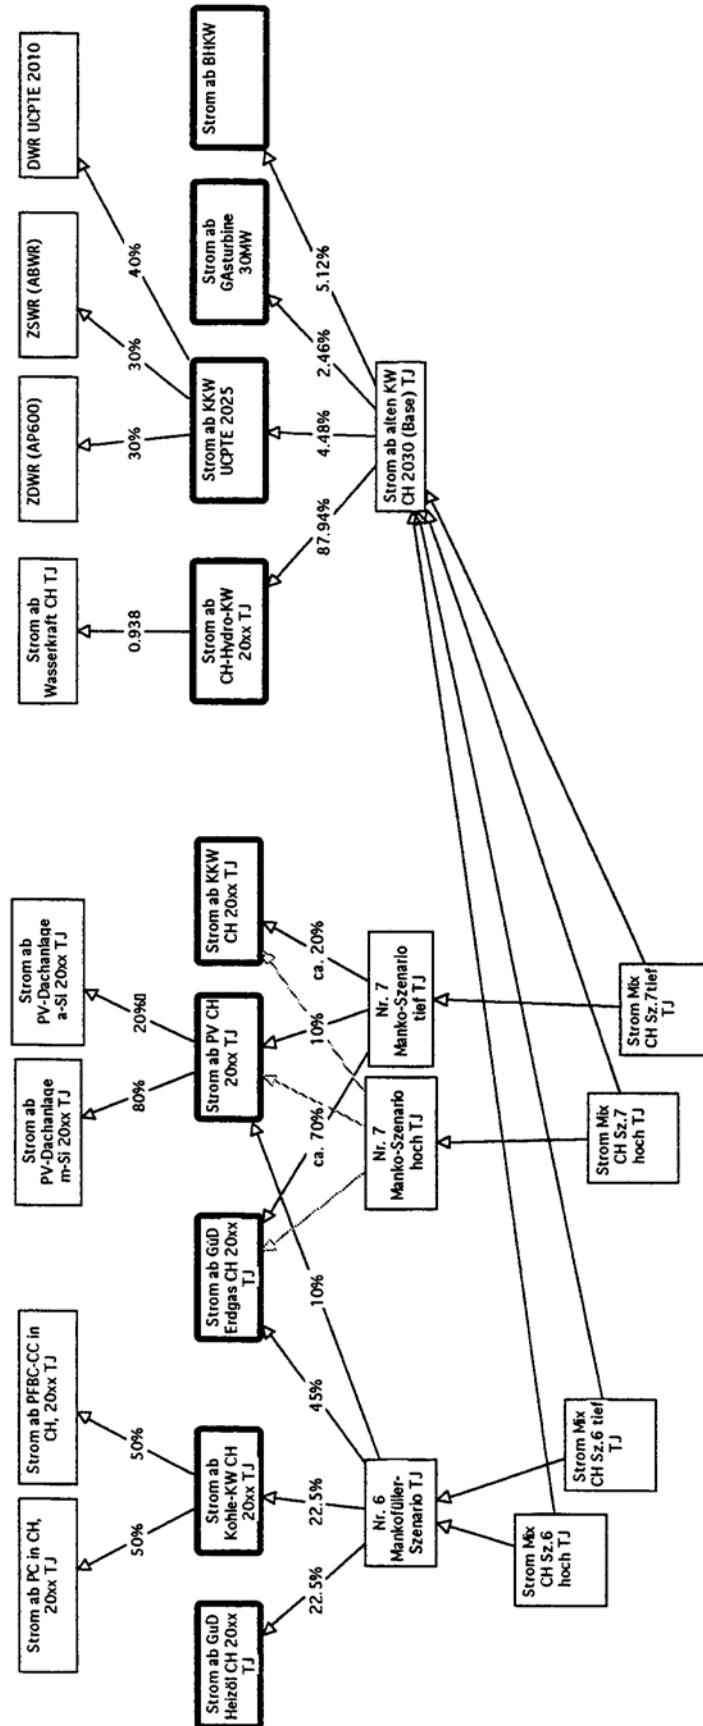 Strom ab PC in CH,
20xx TJ
Strom ab PFBC-CC in
CH, 20xx TJ
Strom ab
PV-Dachanlage
m-Si 20xx TJ
Strom ab
PV-Dachanlage
a-Si 20xx TJ
Strom ab
Wasserkraft CH TJ
ZDWR (AP600)
ZSWR (ABWR)
DWR UCPTE 2010
50%
50%
80%
20%
0.938
30%
30%
40%
Strom ab GuD
Heizöl CH 20xx
TJ
Strom ab
Kohle-KW CH
20xx TJ
Strom ab GüD
Erdgas CH 20xx
TJ
Strom ab PV CH
20xx TJ
Strom ab KKW
CH 20xx TJ
Strom ab
CH-Hydro-KW
20xx TJ
Strom ab KKW
UCPTE 2025
Strom ab
GAsturbine
30MW
Strom ab BHKW
22.5%
22.5%
45%
10%
ca. 70%
10%
ca. 20%
87.94%
4.48%
2.46%
5.12%
Nr. 6
Mankofüller-
Szenario TJ
Nr. 7
Manko-Szenario
hoch TJ
Nr. 7
Manko-Szenario
tief TJ
Strom ab alten KW
CH 2030 (Base) TJ
Strom Mix
CH Sz.6
hoch TJ
Strom Mix
CH Sz.6 tief
TJ
Strom Mix
CH Sz.7
hoch TJ
Strom Mix
CH Sz.7tief
TJ